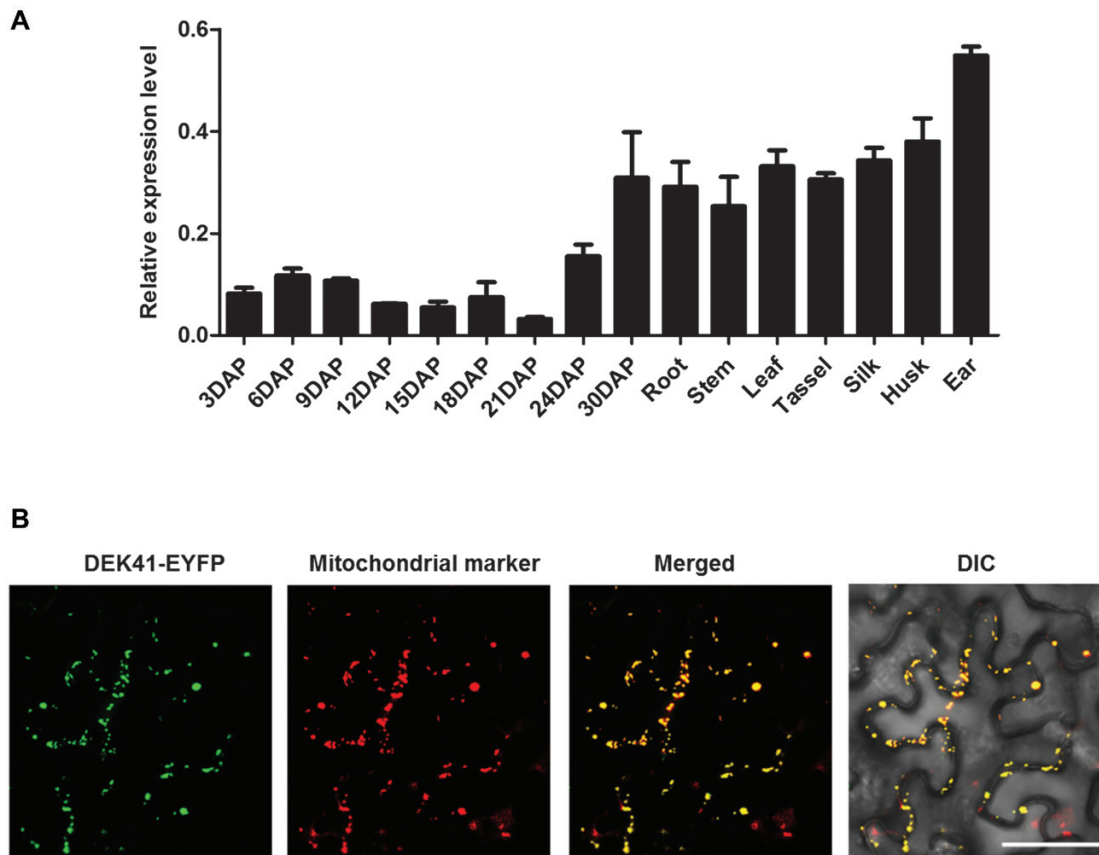 A
Relative expression level
0.6
0.4
0.2
0.0
3DAP
6DAP
9DAP
12DAP
15DAP
18DAP
21DAP
24DAP
30DAP
Root
Stem
Leaf
Tassel
Silk
Husk
Ear
B
DEK41-EYFP
Mitochondrial marker
Merged
DIC